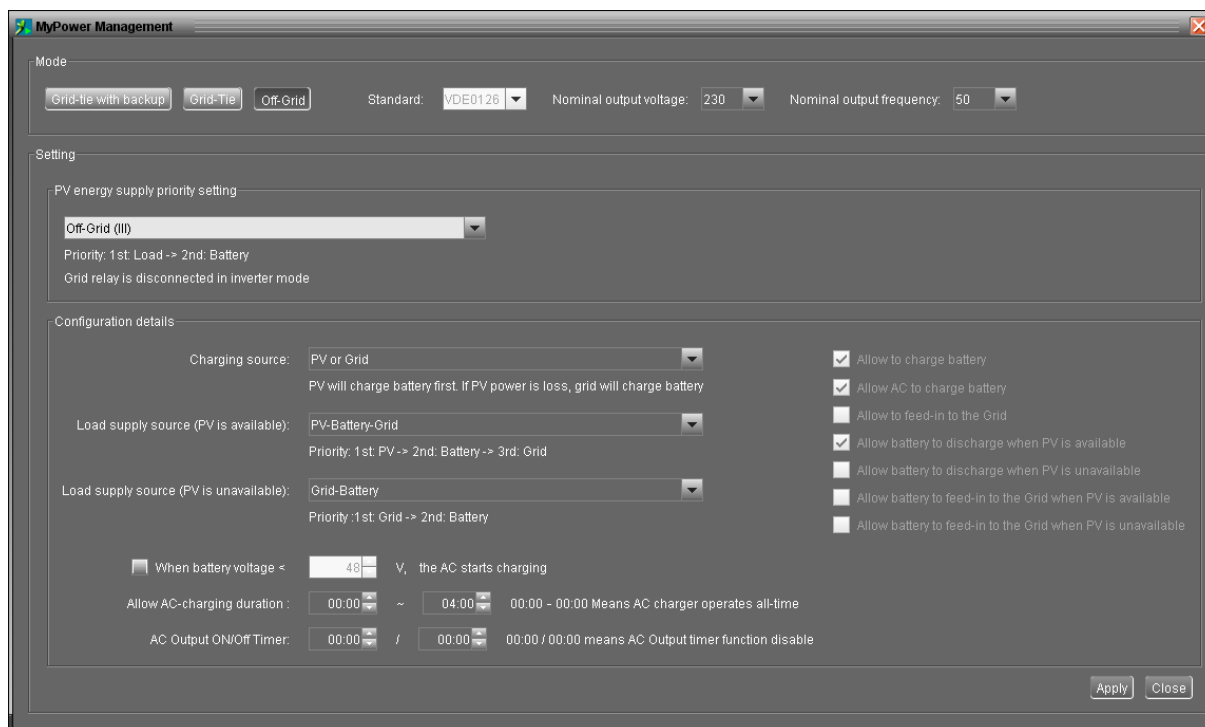 MyPower Management
Mode
Grid-tie with backup Grid-Tie Off-Grid Standard: VDE0126 Nominal output voltage: 230 Nominal output frequency: 50
Setting
PV energy supply priority setting
Off-Grid (III)
Priority: 1st: Load -> 2nd: Battery
Grid relay is disconnected in inverter mode
Configuration details
Charging source: PV or Grid
PV will charge battery first. If PV power is loss, grid will charge battery
Load supply source (PV is available): PV-Battery-Grid
Priority: 1st: PV -> 2nd: Battery -> 3rd: Grid
Load supply source (PV is unavailable): Grid-Battery
Priority :1st: Grid -> 2nd: Battery
Allow to charge battery
Allow AC to charge battery
Allow to feed-in to the Grid
Allow battery to discharge when PV is available
Allow battery to discharge when PV is unavailable
Allow battery to feed-in to the Grid when PV is available
Allow battery to feed-in to the Grid when PV is unavailable
When battery voltage < 48 V, the AC starts charging
Allow AC-charging duration : 00:00 ~ 04:00 00:00 - 00:00 Means AC charger operates all-time
AC Output ON/Off Timer: 00:00 / 00:00 00:00 / 00:00 means AC Output timer function disable
Apply Close